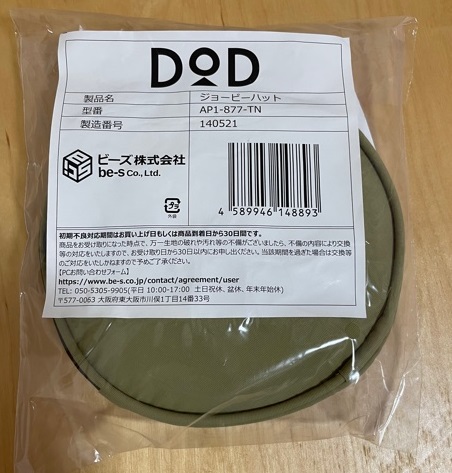 DOD
製品名 ジョービーハット
型番 AP1-877-TN
製造番号 140521
ビーズ株式会社
be-s Co., Ltd.
プラ
外装
4 589946 148893
初期不良対応期間はお買い上げ日もしくは商品到着日から30日間です。
商品をお受け取りになった時点で、万一生地の破れや汚れ等の不備がございましたら、不備の内容により交換
等の対応をいたしますので、お受け取り日から30日以内にお申し出ください。当該期間を過ぎた場合は交換等
のご対応をいたしかねますので予めご了承ください。
【PCお問い合わせフォーム】
https://www.be-s.co.jp/contact/agreement/user
TEL: 050-5305-9905(平日 10:00-17:00 土日祝休、盆休、年末年始休)
〒577-0063 大阪府東大阪市川俣1丁目14番33号